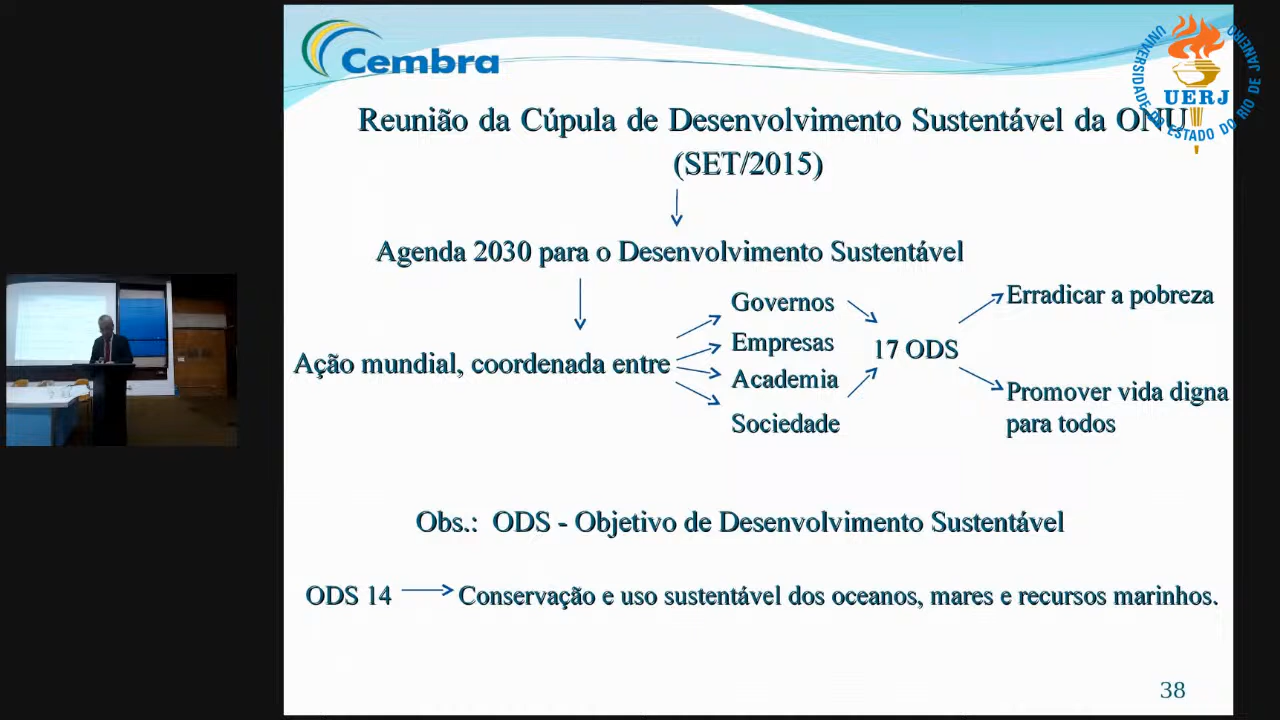 Cembra
UNIVERSIDADE DO ESTADO DO RIO DE JANEIRO
UERJ
Reunião da Cúpula de Desenvolvimento Sustentável da ONU
(SET/2015)
Agenda 2030 para o Desenvolvimento Sustentável
Ação mundial, coordenada entre
Governos
Empresas
Academia
Sociedade
17 ODS
Erradicar a pobreza
Promover vida digna
para todos
Obs.: ODS - Objetivo de Desenvolvimento Sustentável
ODS 14
Conservação e uso sustentável dos oceanos, mares e recursos marinhos.
38